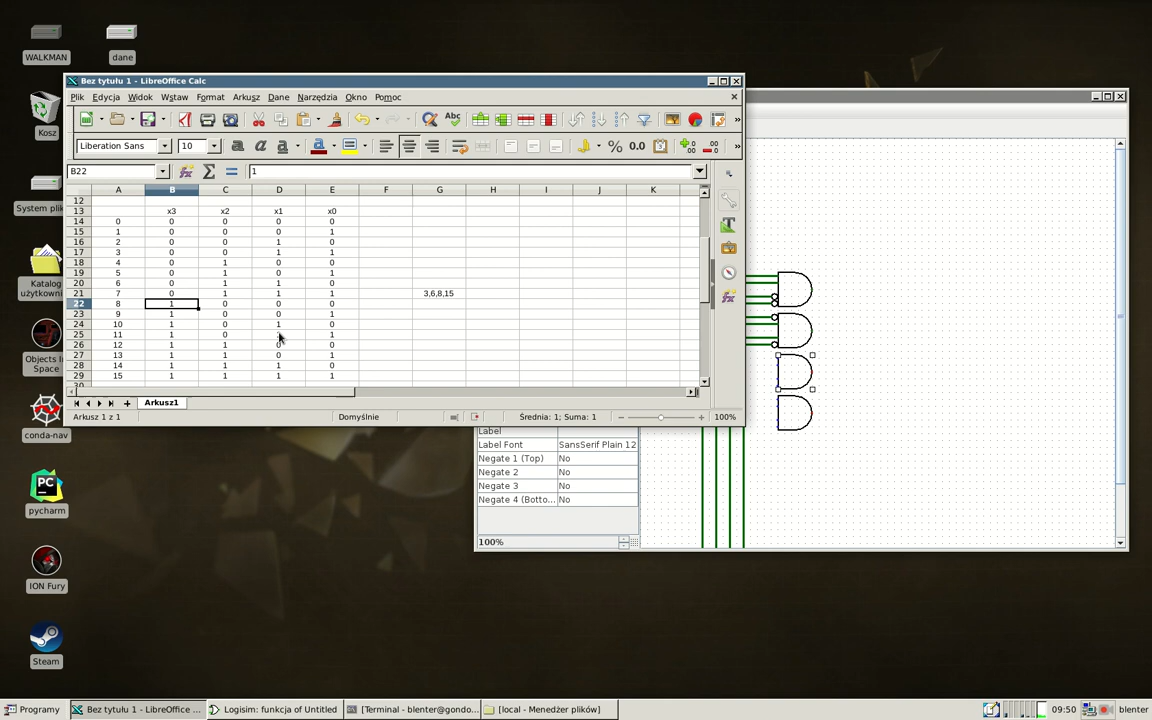 WALKMAN
dane
Kosz
System plik
Katalog
użytkowni
Objects In
Space
conda-nav
PC
pycharm
ION Fury
Steam
Bez tytułu 1 - LibreOffice Calc
Plik Edycja Widok Wstaw Format Arkusz Dane Narzędzia Okno Pomoc
Abc
Liberation Sans 10 a a a % 0.0
B22 1
A B C D E F G H I J K
12
13 x3 x2 x1 x0
14 0 0 0 0 0
15 1 0 0 0 1
16 2 0 0 1 0
17 3 0 0 1 1
18 4 0 1 0 0
19 5 0 1 0 1
20 6 0 1 1 0
21 7 0 1 1 1 3,6,8,15
22 8 1 0 0 0
23 9 1 0 0 1
24 10 1 0 1 0
25 11 1 0 1 1
26 12 1 1 0 0
27 13 1 1 0 1
28 14 1 1 1 0
29 15 1 1 1 1
30
Arkusz1
Arkusz 1 z 1 Domyślnie Średnia: 1; Suma: 1 100%
Label
Label Font SansSerif Plain 12
Negate 1 (Top) No
Negate 2 No
Negate 3 No
Negate 4 (Botto... No
100%
Programy Bez tytułu 1 - LibreOffice ... Logisim: funkcja of Untitled [Terminal - blenter@gondo... [local - Menedżer plików] 09:50 blenter